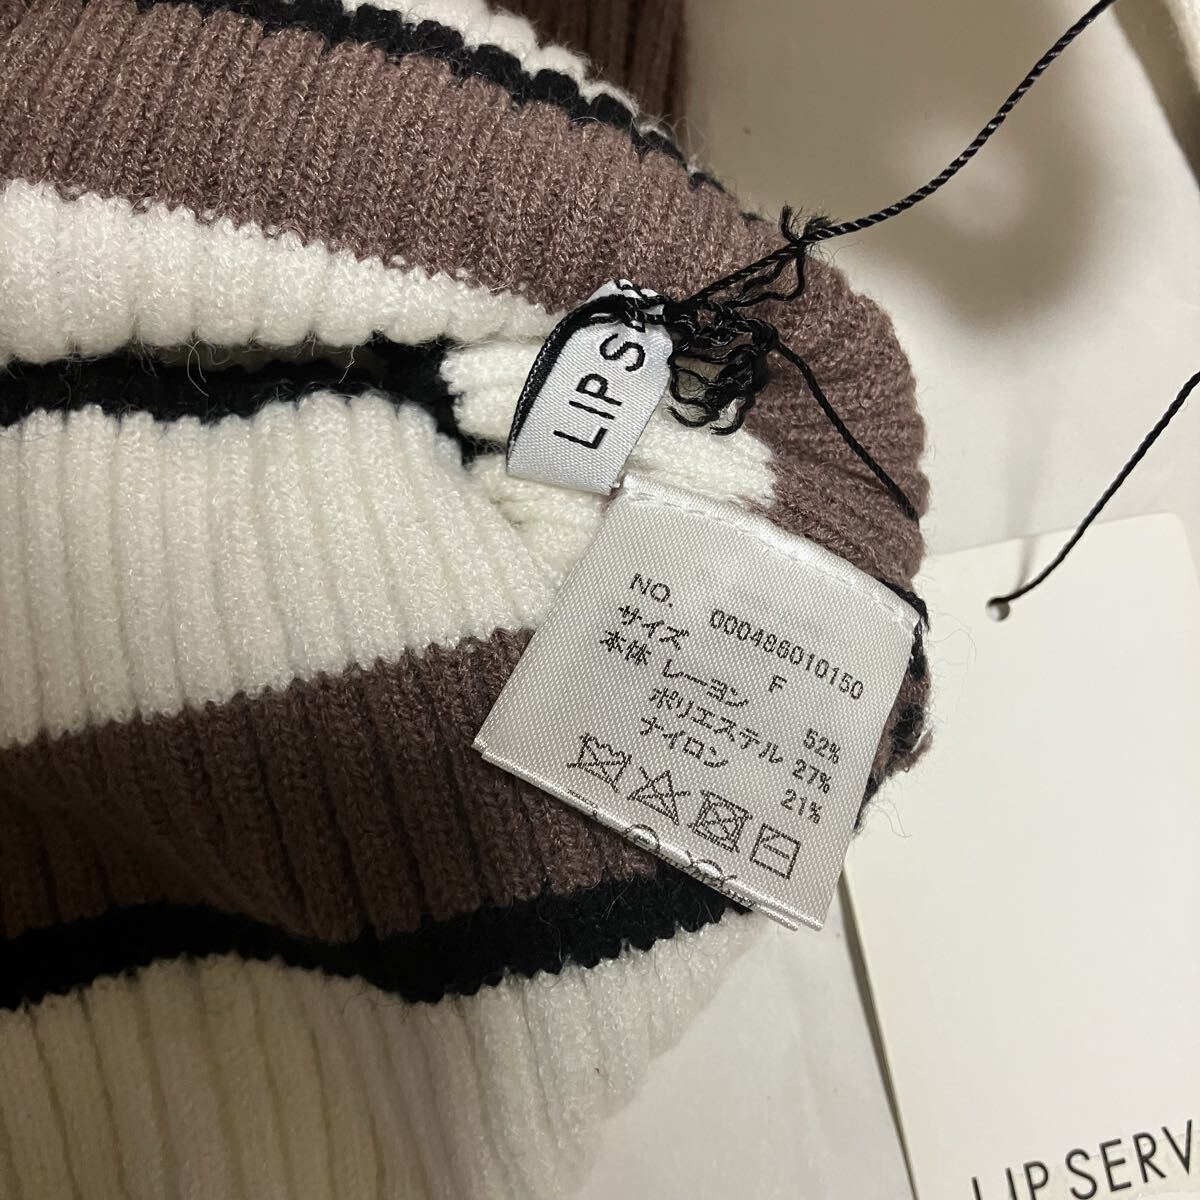 LIP S
NO. 000486010150
サイズ F
本体 レーヨン 52%
ポリエステル 27%
ナイロン 21%
LIP SERV